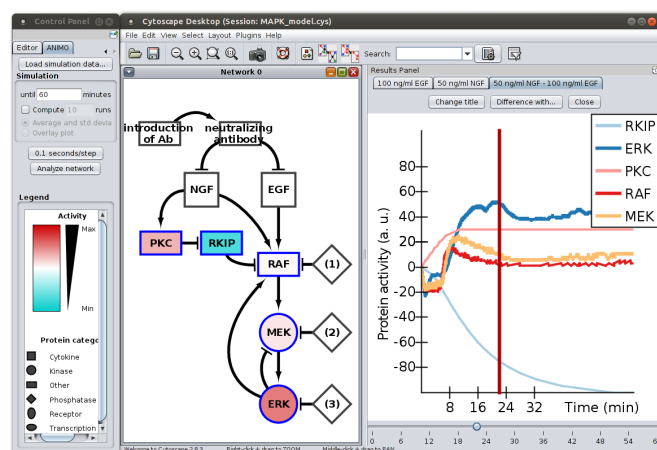 Control Panel
Editor
ANIMO
Load simulation data...
Simulation
until 60 minutes
Compute 10 runs
Average and std devia
Overlay plot
0.1 seconds/step
Analyze network
Legend
Activity
Max
Min
Protein categ
Cytokine
Kinase
Other
Phosphatase
Receptor
Transcription
Cytoscape Desktop (Session: MAPK_model.cys)
File Edit View Select Layout Plugins Help
Search:
Network 0
introduction
of Ab
neutralizing
antibody
NGF
EGF
PKC
RKIP
RAF
(1)
MEK
(2)
ERK
(3)
Welcome to Cytoscape 2.8.3
Right-click + drag to ZOOM
Middle-click + drag to PAN
Results Panel
100 ng/ml EGF
50 ng/ml NGF
50 ng/ml NGF - 100 ng/ml EGF
Change title
Difference with...
Close
RKIP
ERK
PKC
RAF
MEK
Protein activity (a. u.)
80
60
40
20
0
-20
-40
-60
-80
8 16 24 32 Time (min)
0 6 12 18 24 30 36 42 48 54